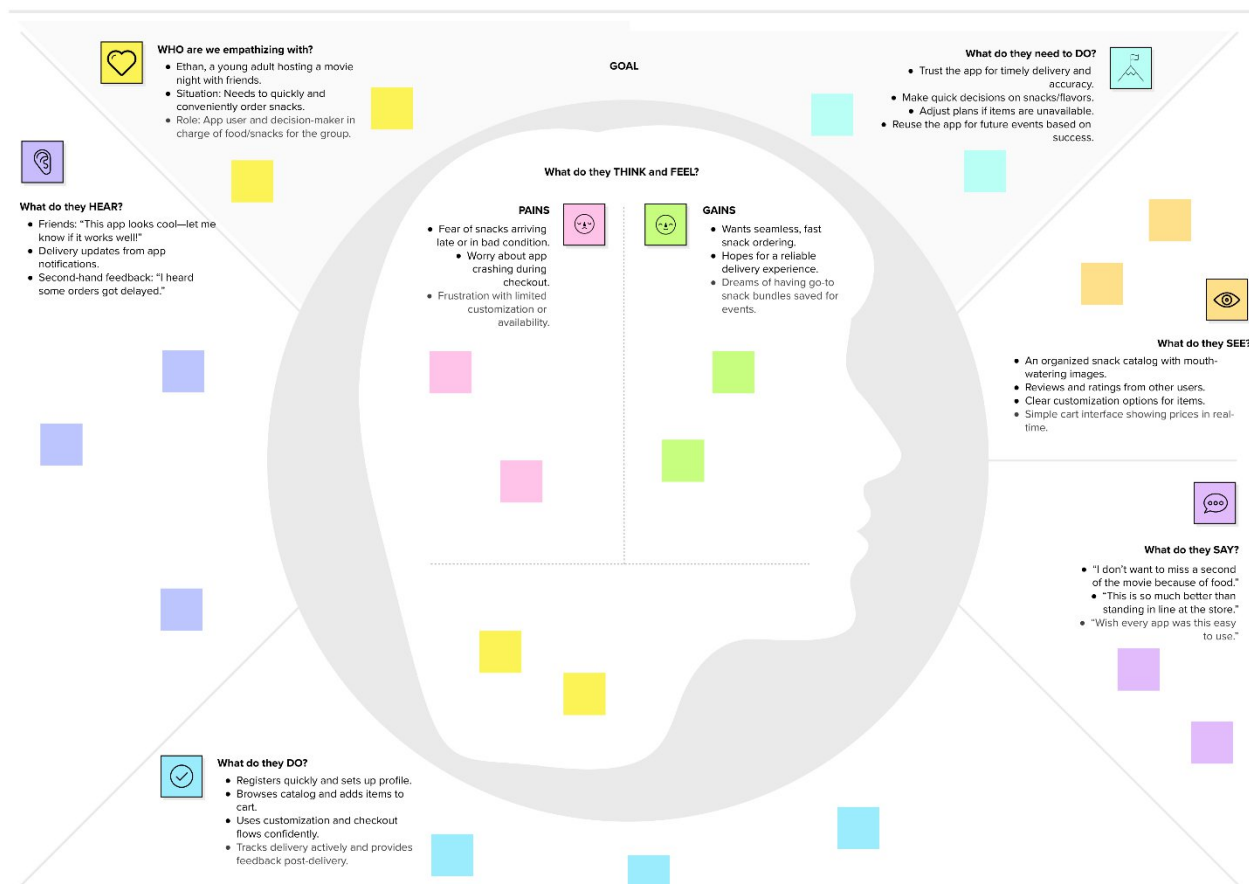 WHO are we empathizing with?
● Ethan, a young adult hosting a movie
night with friends.
● Situation: Needs to quickly and
conveniently order snacks.
● Role: App user and decision-maker in
charge of food/snacks for the group.
GOAL
What do they need to DO?
● Trust the app for timely delivery and
accuracy.
● Make quick decisions on snacks/flavors.
● Adjust plans if items are unavailable.
● Reuse the app for future events based on
success.
What do they HEAR?
● Friends: “This app looks cool—let me
know if it works well!”
● Delivery updates from app
notifications.
● Second-hand feedback: “I heard
some orders got delayed.”
What do they THINK and FEEL?
PAINS
● Fear of snacks arriving
late or in bad condition.
● Worry about app
crashing during
checkout.
● Frustration with limited
customization or
availability.
GAINS
● Wants seamless, fast
snack ordering.
● Hopes for a reliable
delivery experience.
● Dreams of having go-to
snack bundles saved for
events.
What do they SEE?
● An organized snack catalog with mouth-
watering images.
● Reviews and ratings from other users.
● Clear customization options for items.
● Simple cart interface showing prices in real-
time.
What do they SAY?
● “I don’t want to miss a second
of the movie because of food.”
● “This is so much better than
standing in line at the store.”
● “Wish every app was this easy
to use.”
What do they DO?
● Registers quickly and sets up profile.
● Browses catalog and adds items to
cart.
● Uses customization and checkout
flows confidently.
● Tracks delivery actively and provides
feedback post-delivery.